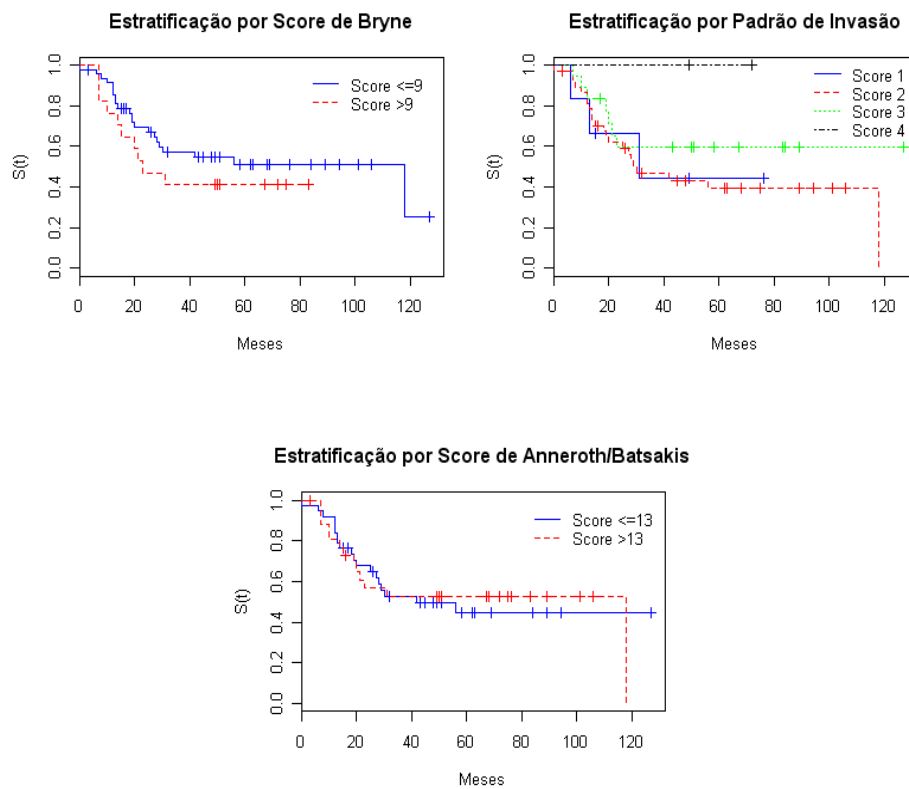 Estratificação por Score de Bryne
S(t)
0.0 0.2 0.4 0.6 0.8 1.0
Score <=9
Score >9
0 20 40 60 80 100 120
Meses
Estratificação por Padrão de Invasão
S(t)
0.0 0.2 0.4 0.6 0.8 1.0
Score 1
Score 2
Score 3
Score 4
0 20 40 60 80 100 120
Meses
Estratificação por Score de Anneroth/Batsakis
S(t)
0.0 0.2 0.4 0.6 0.8 1.0
Score <=13
Score >13
0 20 40 60 80 100 120
Meses